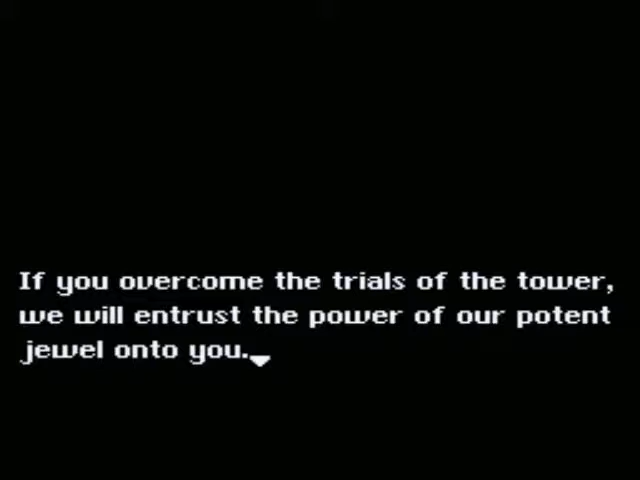 If you overcome the trials of the tower,
we will entrust the power of our potent
jewel onto you.